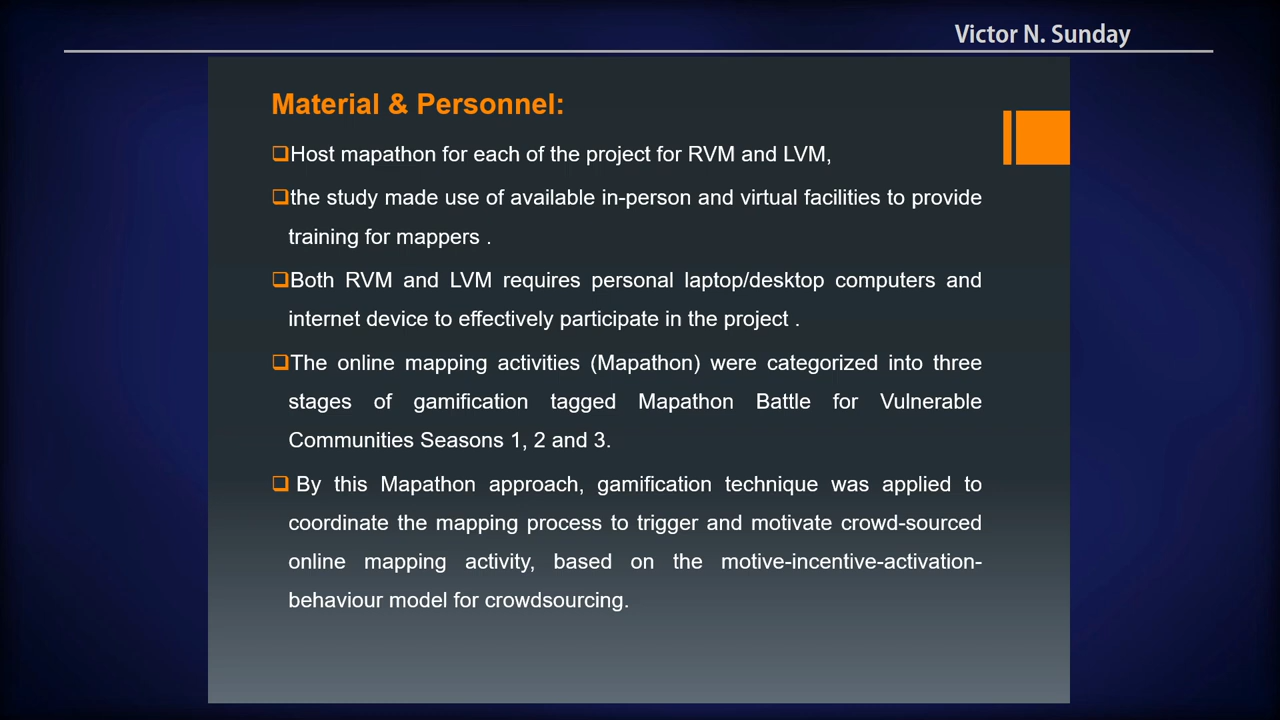 Victor N. Sunday
Material & Personnel:
Host mapathon for each of the project for RVM and LVM,
the study made use of available in-person and virtual facilities to provide
training for mappers .
Both RVM and LVM requires personal laptop/desktop computers and
internet device to effectively participate in the project .
The online mapping activities (Mapathon) were categorized into three
stages of gamification tagged Mapathon Battle for Vulnerable
Communities Seasons 1, 2 and 3.
By this Mapathon approach, gamification technique was applied to
coordinate the mapping process to trigger and motivate crowd-sourced
online mapping activity, based on the motive-incentive-activation-
behaviour model for crowdsourcing.